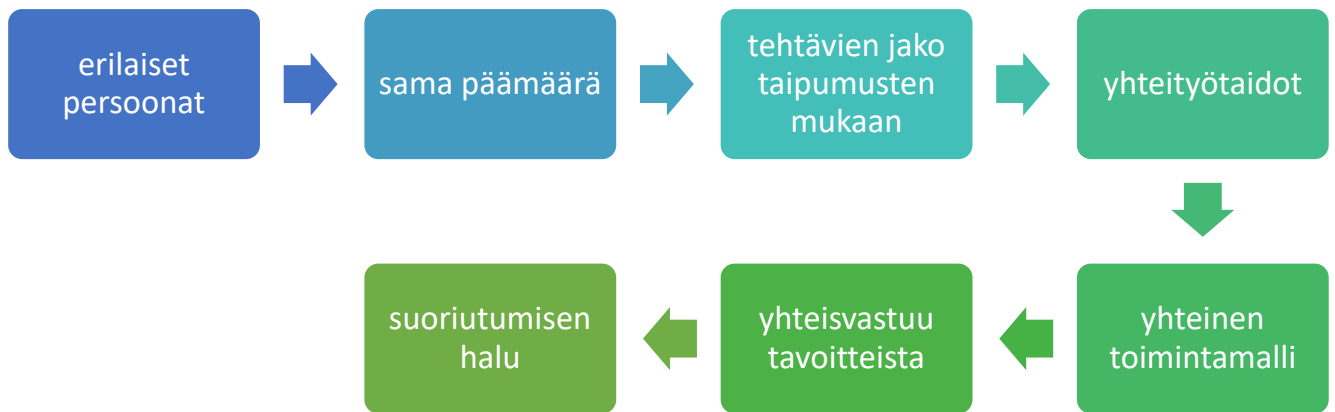 erilaiset
persoonat
sama päämäärä
tehtävien jako
taipumusten
mukaan
yhteityötaidot
yhteinen
toimintamalli
yhteisvastuu
tavoitteista
suoriutumisen
halu